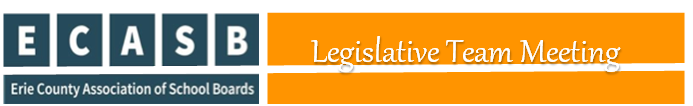 E C A S B
Erie County Association of School Boards
Legislative Team Meeting